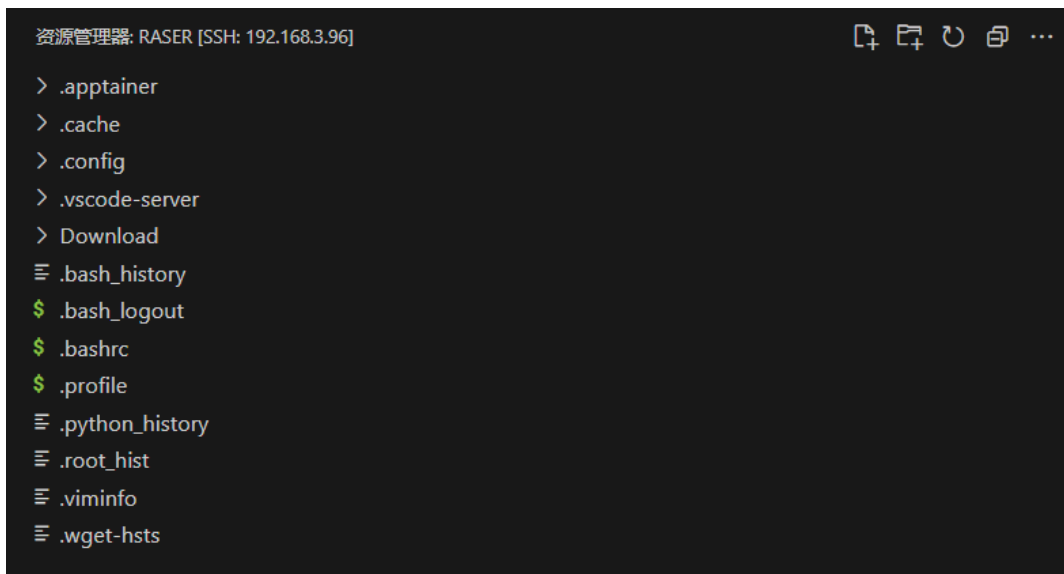 资源管理器: RASER [SSH: 192.168.3.96]
.apptainer
.cache
.config
.vscode-server
Download
.bash_history
.bash_logout
.bashrc
.profile
.python_history
.root_hist
.viminfo
.wget-hsts